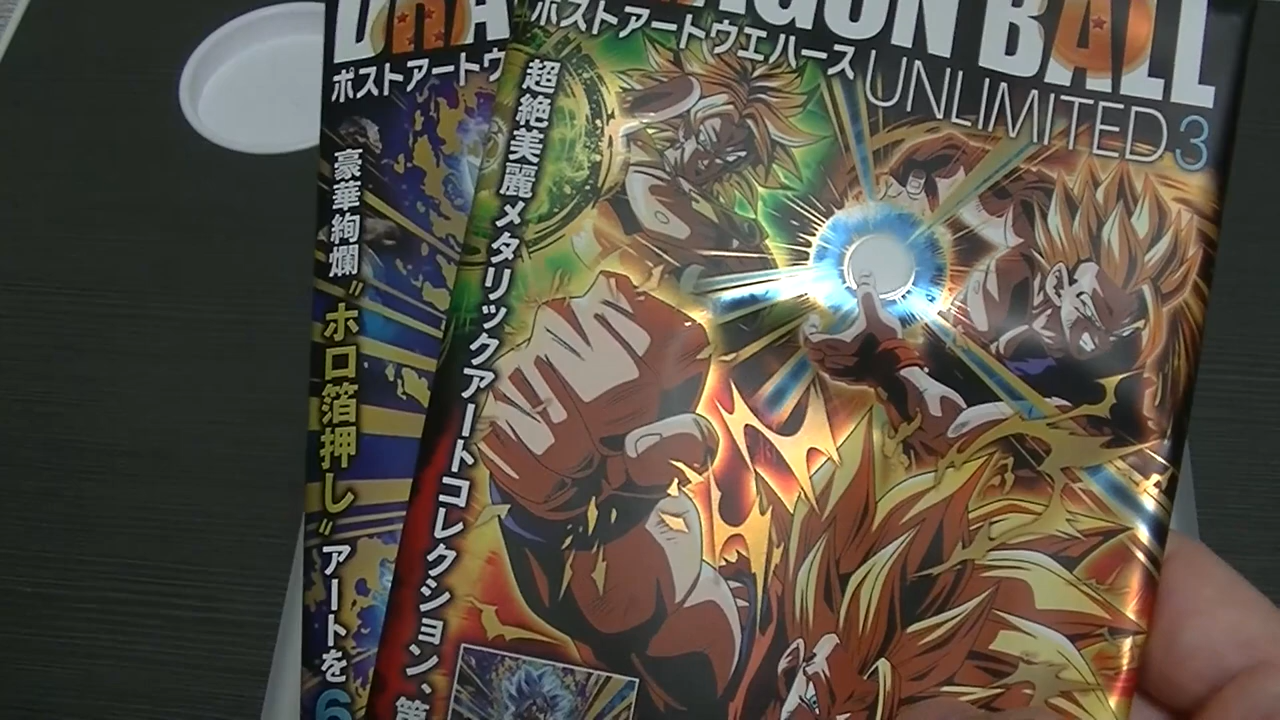 DRA
ポストアートウ
豪華絢爛"ホロ箔押し"アートを6
DRAGON BALL
ポストアートウエハース
UNLIMITED 3
超絶美麗メタリックアートコレクション、第